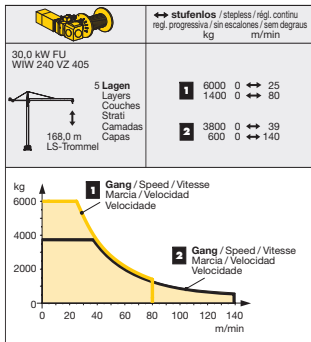 ↔ stufenlos / stepless / régl. continu
regl. progressiva / sin escalones / sem degraus
kg m/min
30,0 kW FU
WIW 240 VZ 405
5 Lagen
Layers
Couches
Strati
Camadas
Capas
168,0 m
LS-Trommel
1 6000 0 ↔ 25
1400 0 ↔ 80
2 3800 0 ↔ 39
600 0 ↔ 140
kg
6000
4000
2000
0
1 Gang / Speed / Vitesse
Marcia / Velocidad
Velocidade
2 Gang / Speed / Vitesse
Marcia / Velocidad
Velocidade
0 20 40 60 80 100 120 140
m/min